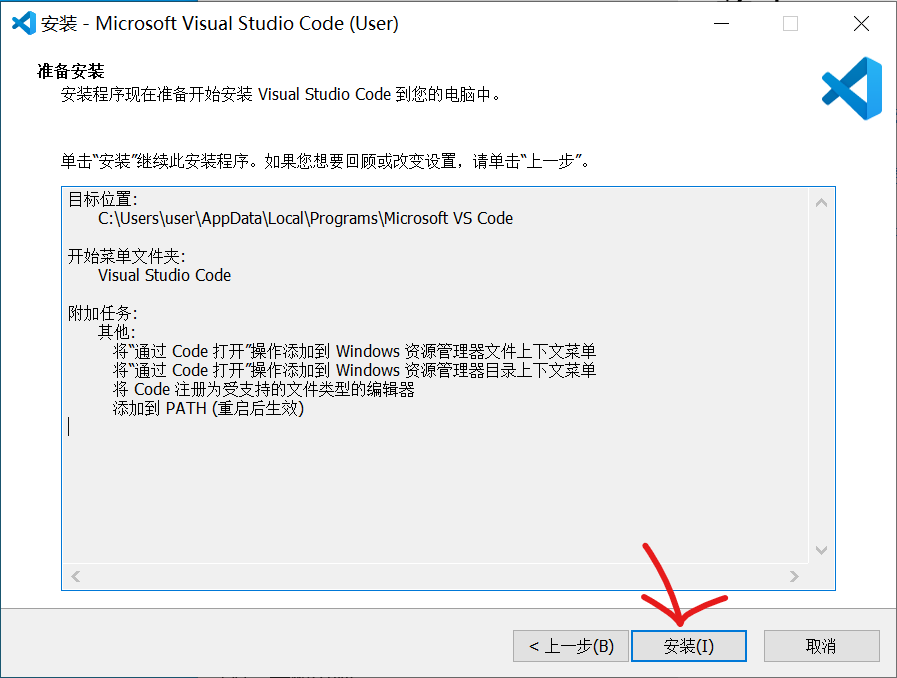 安装 - Microsoft Visual Studio Code (User)
准备安装
安装程序现在准备开始安装 Visual Studio Code 到您的电脑中。
单击“安装”继续此安装程序。如果您想要回顾或改变设置，请单击“上一步”。
目标位置:
C:\Users\user\AppData\Local\Programs\Microsoft VS Code
开始菜单文件夹:
Visual Studio Code
附加任务:
其他:
将“通过 Code 打开”操作添加到 Windows 资源管理器文件上下文菜单
将“通过 Code 打开”操作添加到 Windows 资源管理器目录上下文菜单
将 Code 注册为受支持的文件类型的编辑器
添加到 PATH (重启后生效)
< 上一步(B)
安装(I)
取消